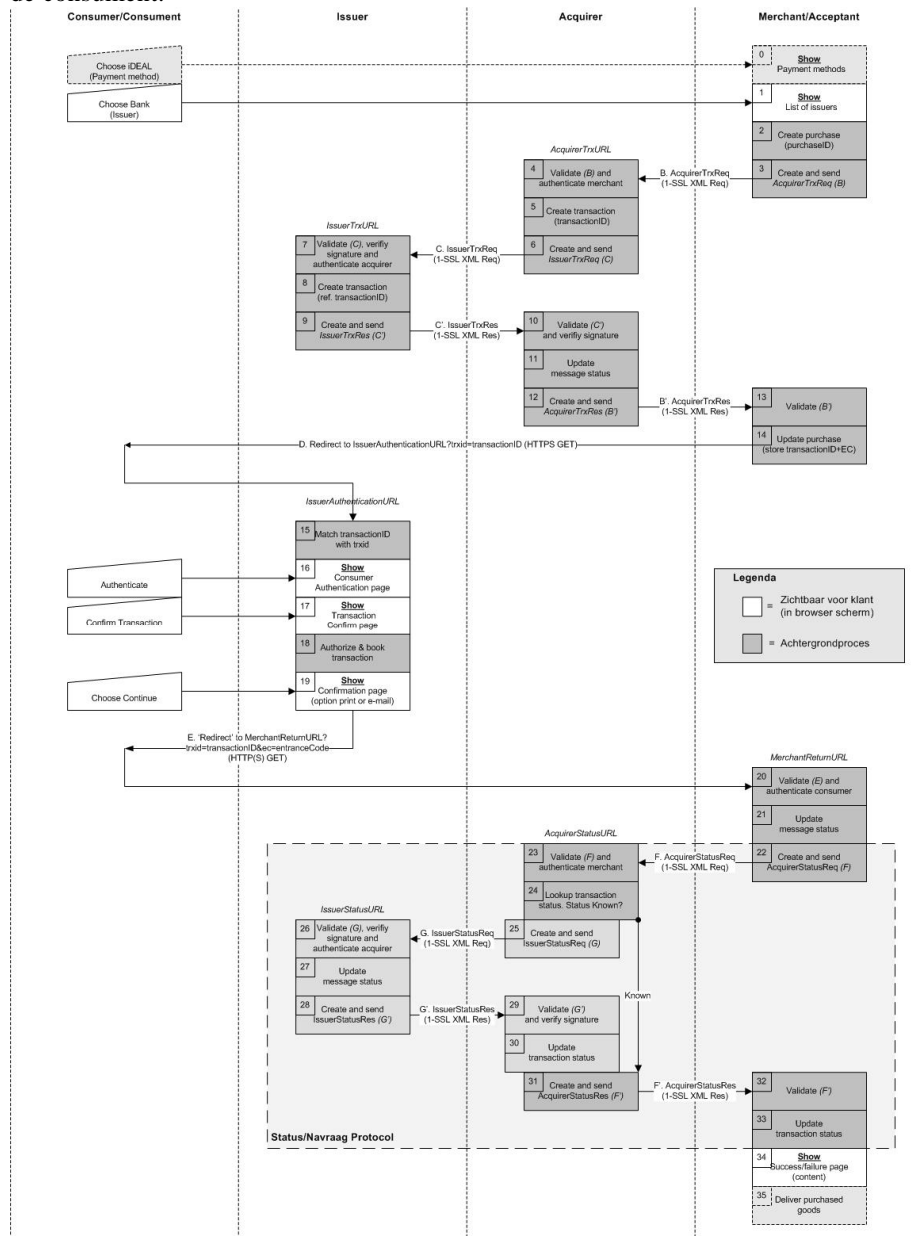 de consument.
Consumer/Consument
Issuer
Acquirer
Merchant/Acceptant
Choose iDEAL
(Payment method)
0
Show
Payment methods
Choose Bank
(Issuer)
1
Show
List of issuers
2
Create purchase
(purchaseID)
AcquirerTrxURL
4
Validate (B) and
authenticate merchant
B. AcquirerTrxReq
(1-SSL XML Req)
3
Create and send
AcquirerTrxReq (B)
5
Create transaction
(transactionID)
IssuerTrxURL
7
Validate (C), verifiy
signature and
authenticate acquirer
C. IssuerTrxReq
(1-SSL XML Req)
6
Create and send
IssuerTrxReq (C)
8
Create transaction
(ref. transactionID)
9
Create and send
IssuerTrxRes (C')
C'. IssuerTrxRes
(1-SSL XML Res)
10
Validate (C')
and verifiy signature
11
Update
message status
12
Create and send
AcquirerTrxRes (B')
B'. AcquirerTrxRes
(1-SSL XML Res)
13
Validate (B')
14
Update purchase
(store transactionID+EC)
D. Redirect to IssuerAuthenticationURL?trxid=transactionID (HTTPS GET)
IssuerAuthenticationURL
15
Match transactionID
with trxid
Authenticate
16
Show
Consumer
Authentication page
Confirm Transaction
17
Show
Transaction
Confirm page
18
Authorize & book
transaction
Choose Continue
19
Show
Confirmation page
(option print or e-mail)
Legenda
= Zichtbaar voor klant
(in browser scherm)
= Achtergrondproces
E. 'Redirect' to MerchantReturnURL?
trxid=transactionID&ec=entranceCode
(HTTP(S) GET)
MerchantReturnURL
20
Validate (E) and
authenticate consumer
21
Update
message status
AcquirerStatusURL
23
Validate (F) and
authenticate merchant
F. AcquirerStatusReq
(1-SSL XML Req)
22
Create and send
AcquirerStatusReq (F)
24
Lookup transaction
status. Status Known?
IssuerStatusURL
26
Validate (G), verifiy
signature and
authenticate acquirer
G. IssuerStatusReq
(1-SSL XML Req)
25
Create and send
IssuerStatusReq (G)
27
Update
message status
Known
28
Create and send
IssuerStatusRes (G')
G'. IssuerStatusRes
(1-SSL XML Res)
29
Validate (G')
and verify signature
30
Update
transaction status
31
Create and send
AcquirerStatusRes (F')
F'. AcquirerStatusRes
(1-SSL XML Res)
32
Validate (F')
33
Update
transaction status
Status/Navraag Protocol
34
Show
Success/failure page
(content)
35
Deliver purchased
goods